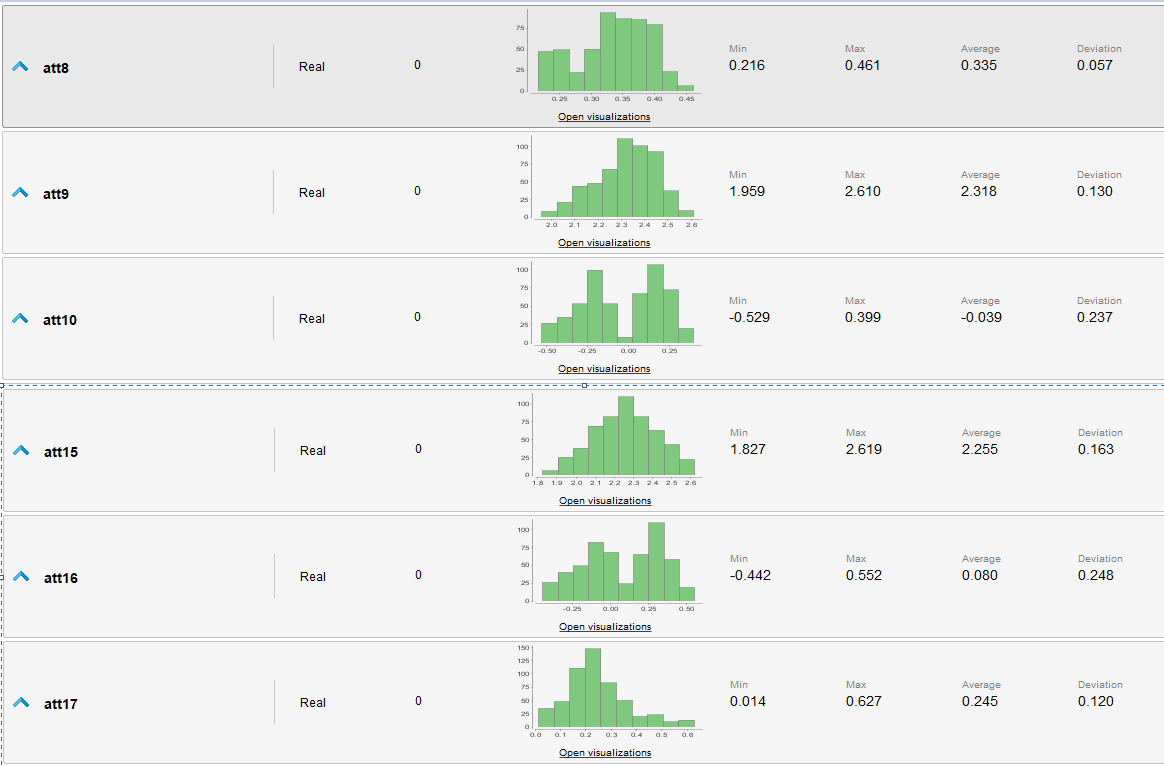 att8 Real 0 Min Max Average Deviation
0.216 0.461 0.335 0.057
75
50
25
0
0.25 0.30 0.35 0.40 0.45
Open visualizations
att9 Real 0 Min Max Average Deviation
1.959 2.610 2.318 0.130
100
75
50
25
0
2.0 2.1 2.2 2.3 2.4 2.5 2.6
Open visualizations
att10 Real 0 Min Max Average Deviation
-0.529 0.399 -0.039 0.237
100
75
50
25
0
-0.50 -0.25 0.00 0.25
Open visualizations
att15 Real 0 Min Max Average Deviation
1.827 2.619 2.255 0.163
100
75
50
25
0
1.8 1.9 2.0 2.1 2.2 2.3 2.4 2.5 2.6
Open visualizations
att16 Real 0 Min Max Average Deviation
-0.442 0.552 0.080 0.248
100
75
50
25
0
-0.25 0.00 0.25 0.50
Open visualizations
att17 Real 0 Min Max Average Deviation
0.014 0.627 0.245 0.120
150
125
100
75
50
25
0
0.0 0.1 0.2 0.3 0.4 0.5 0.6
Open visualizations